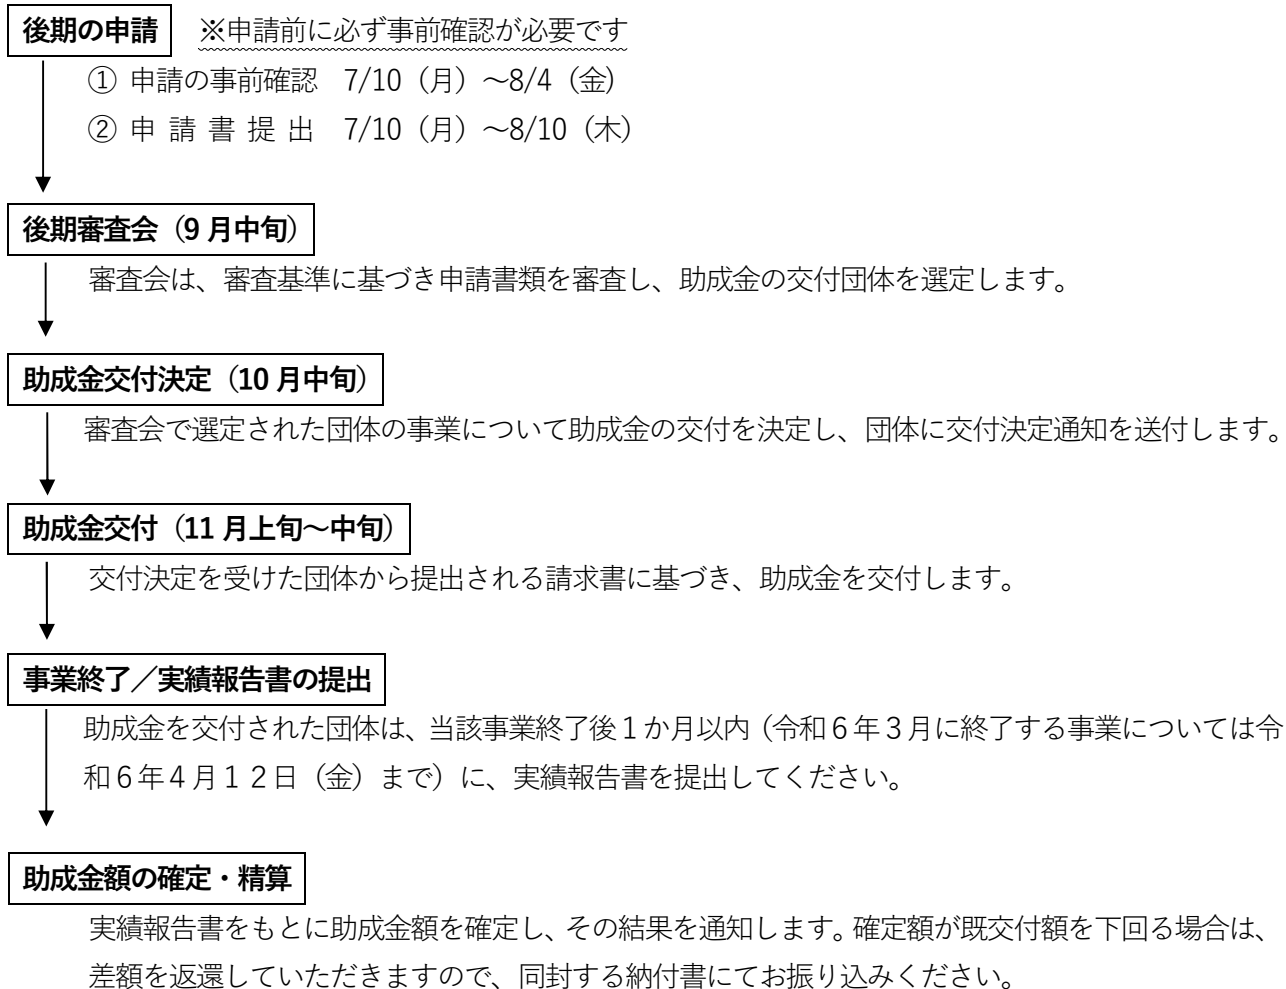 後期の申請 ※申請前に必ず事前確認が必要です
① 申請の事前確認 7/10（月）～8/4（金）
② 申 請 書 提 出 7/10（月）～8/10（木）
後期審査会（9 月中旬）
審査会は、審査基準に基づき申請書類を審査し、助成金の交付団体を選定します。
助成金交付決定（10 月中旬）
審査会で選定された団体の事業について助成金の交付を決定し、団体に交付決定通知を送付します。
助成金交付（11 月上旬～中旬）
交付決定を受けた団体から提出される請求書に基づき、助成金を交付します。
事業終了／実績報告書の提出
助成金を交付された団体は、当該事業終了後１か月以内（令和６年３月に終了する事業については令
和６年４月１２日（金）まで）に、実績報告書を提出してください。
助成金額の確定・精算
実績報告書をもとに助成金額を確定し、その結果を通知します。確定額が既交付額を下回る場合は、
差額を返還していただきますので、同封する納付書にてお振り込みください。